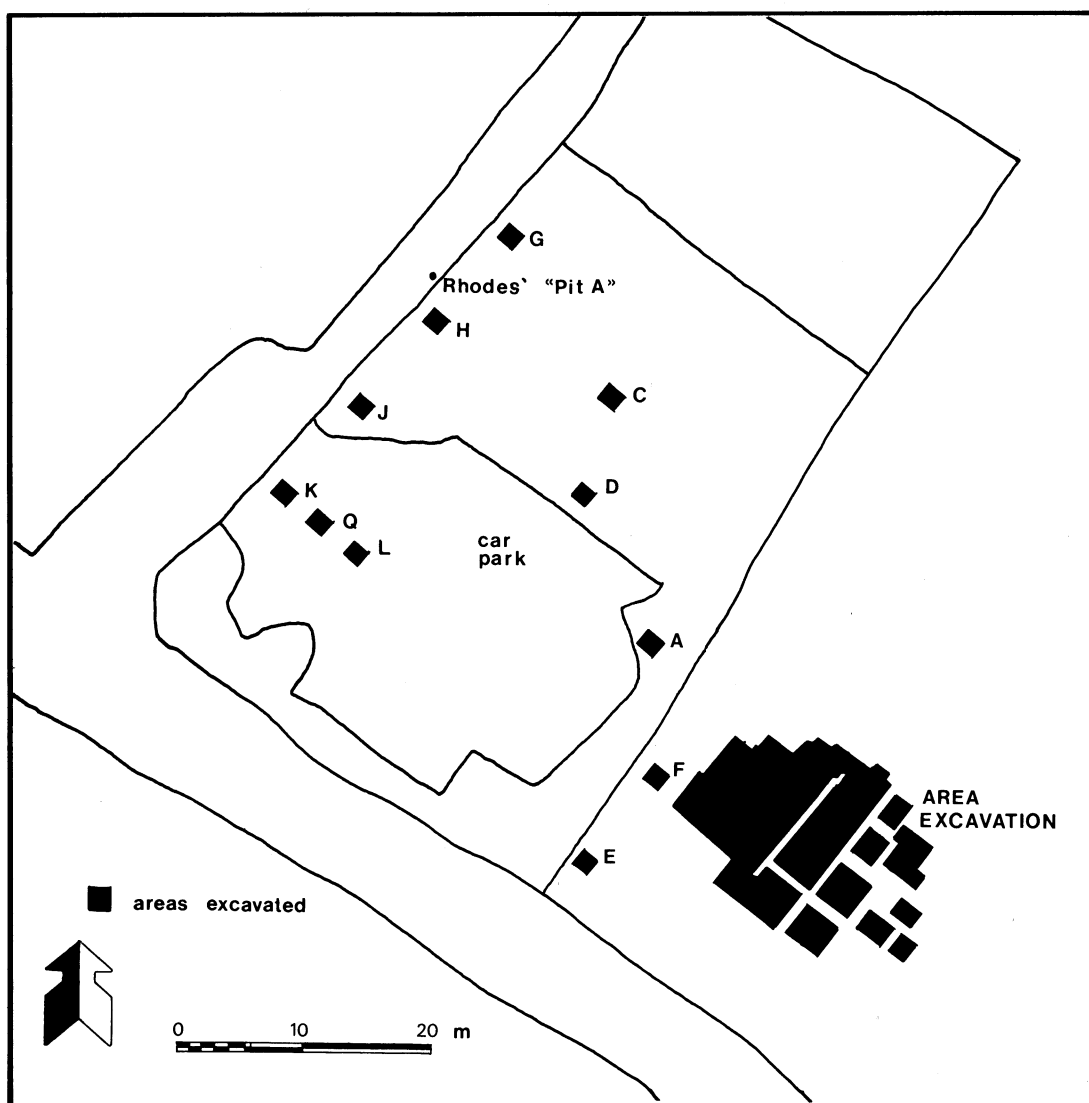 G
Rhodes` “Pit A”
H
C
J
D
K
Q
L
car
park
A
F
AREA
EXCAVATION
E
areas excavated
0 10 20 m